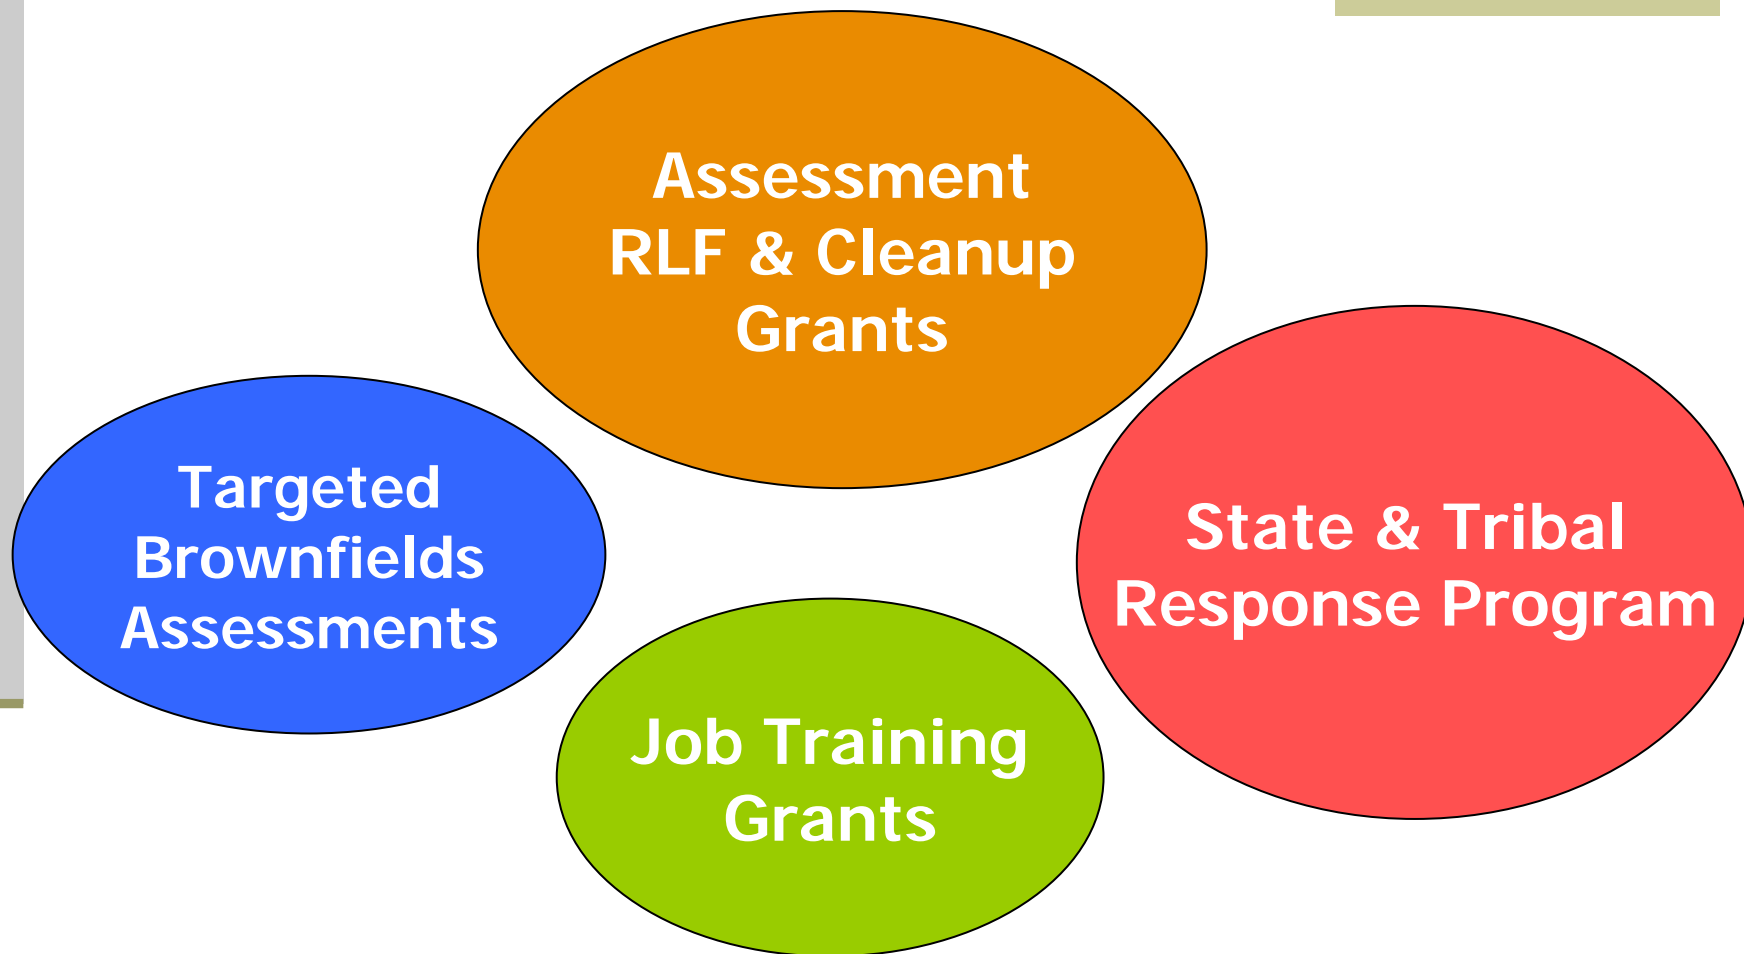 Assessment
RLF & Cleanup
Grants
Targeted
Brownfields
Assessments
State & Tribal
Response Program
Job Training
Grants